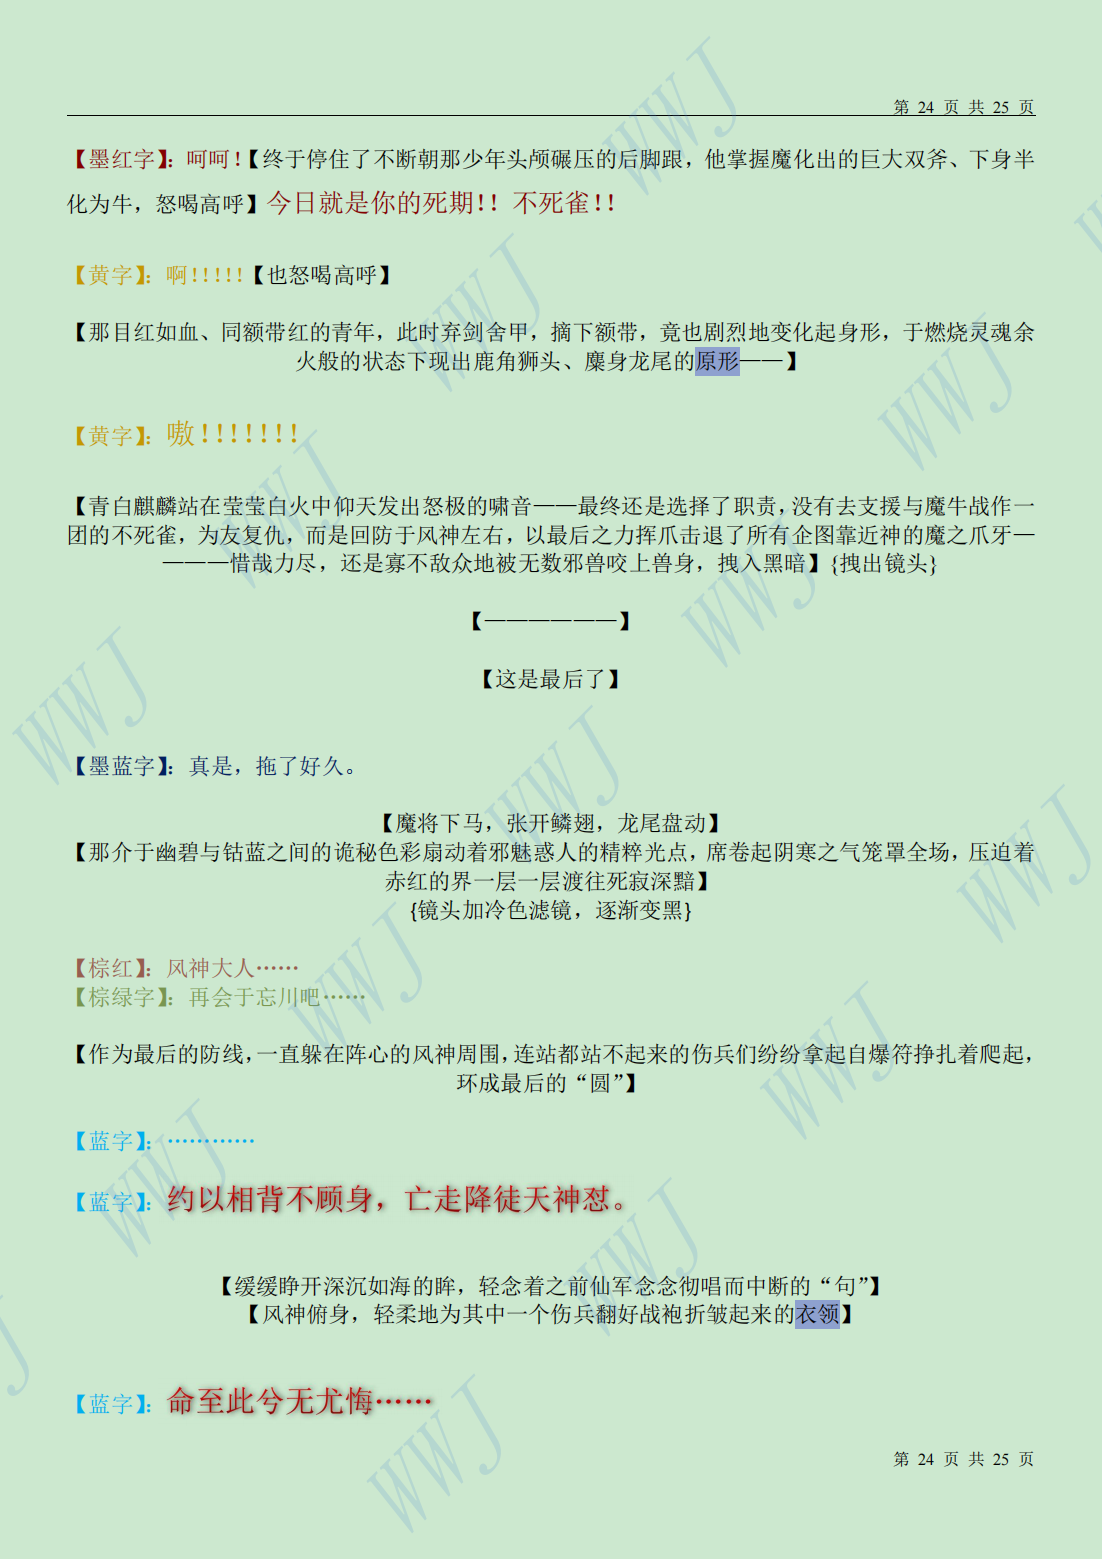 第 24 页 共 25 页
【墨红字】：呵呵！【终于停住了不断朝那少年头颅碾压的后脚跟，他掌握魔化出的巨大双斧、下身半
化为牛，怒喝高呼】今日就是你的死期！！不死雀！！
【黄字】：啊！！！！！【也怒喝高呼】
【那目红如血、同额带红的青年，此时弃剑舍甲，摘下额带，竟也剧烈地变化起身形，于燃烧灵魂余
火般的状态下现出鹿角狮头、麋身龙尾的原形——】
【黄字】：嗷！！！！！！！
【青白麒麟站在莹莹白火中仰天发出怒极的啸音——最终还是选择了职责，没有去支援与魔牛战作一
团的不死雀，为友复仇，而是回防于风神左右，以最后之力挥爪击退了所有企图靠近神的魔之爪牙—
———惜哉力尽，还是寡不敌众地被无数邪兽咬上兽身，拽入黑暗】{拽出镜头}
【——————】
【这是最后了】
【墨蓝字】：真是，拖了好久。
【魔将下马，张开鳞翅，龙尾盘动】
【那介于幽碧与钴蓝之间的诡秘色彩扇动着邪魅惑人的精粹光点，席卷起阴寒之气笼罩全场，压迫着
赤红的界一层一层渡往死寂深黯】
{镜头加冷色滤镜，逐渐变黑}
【棕红】：风神大人……
【棕绿字】：再会于忘川吧……
【作为最后的防线，一直躲在阵心的风神周围，连站都站不起来的伤兵们纷纷拿起自爆符挣扎着爬起，
环成最后的“圆”】
【蓝字】：…………
【蓝字】：约以相背不顾身，亡走降徒天神怼。
【缓缓睁开深沉如海的眸，轻念着之前仙军念念彻唱而中断的“句”】
【风神俯身，轻柔地为其中一个伤兵翻好战袍折皱起来的衣领】
【蓝字】：命至此兮无尤悔……
第 24 页 共 25 页
WWJ